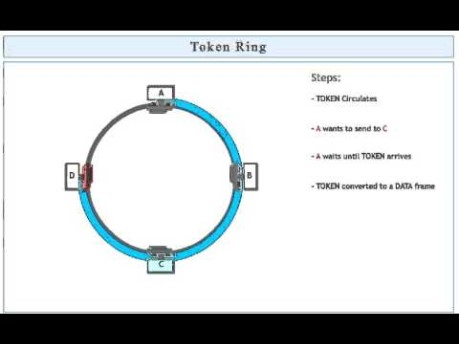 Token Ring
Steps:
A
- TOKEN Circulates
- A wants to send to C
- A waits until TOKEN arrives
D
B
- TOKEN converted to a DATA frame
C